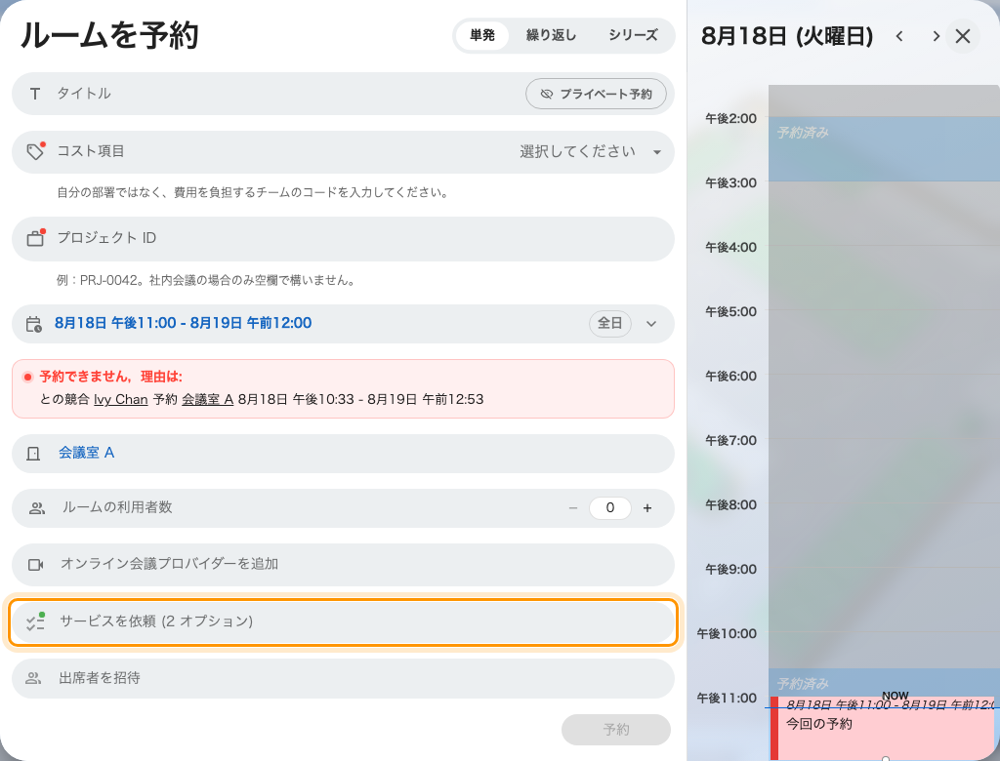 ルームを予約
単発
繰り返し
シリーズ
タイトル
プライベート予約
コスト項目
選択してください
自分の部署ではなく、費用を負担するチームのコードを入力してください。
プロジェクト ID
例：PRJ-0042。社内会議の場合のみ空欄で構いません。
8月18日 午後11:00 - 8月19日 午前12:00
全日
予約できません，理由は:
との競合 Ivy Chan 予約 会議室 A 8月18日 午後10:33 - 8月19日 午前12:53
会議室 A
ルームの利用者数
− 0 +
オンライン会議プロバイダーを追加
サービスを依頼 (2 オプション)
出席者を招待
予約
8月18日 (火曜日)
午後2:00
予約済み
午後3:00
午後4:00
午後5:00
午後6:00
午後7:00
午後8:00
午後9:00
午後10:00
予約済み
午後11:00
NOW
8月18日 午後11:00 - 8月19日 午前12:0
今回の予約